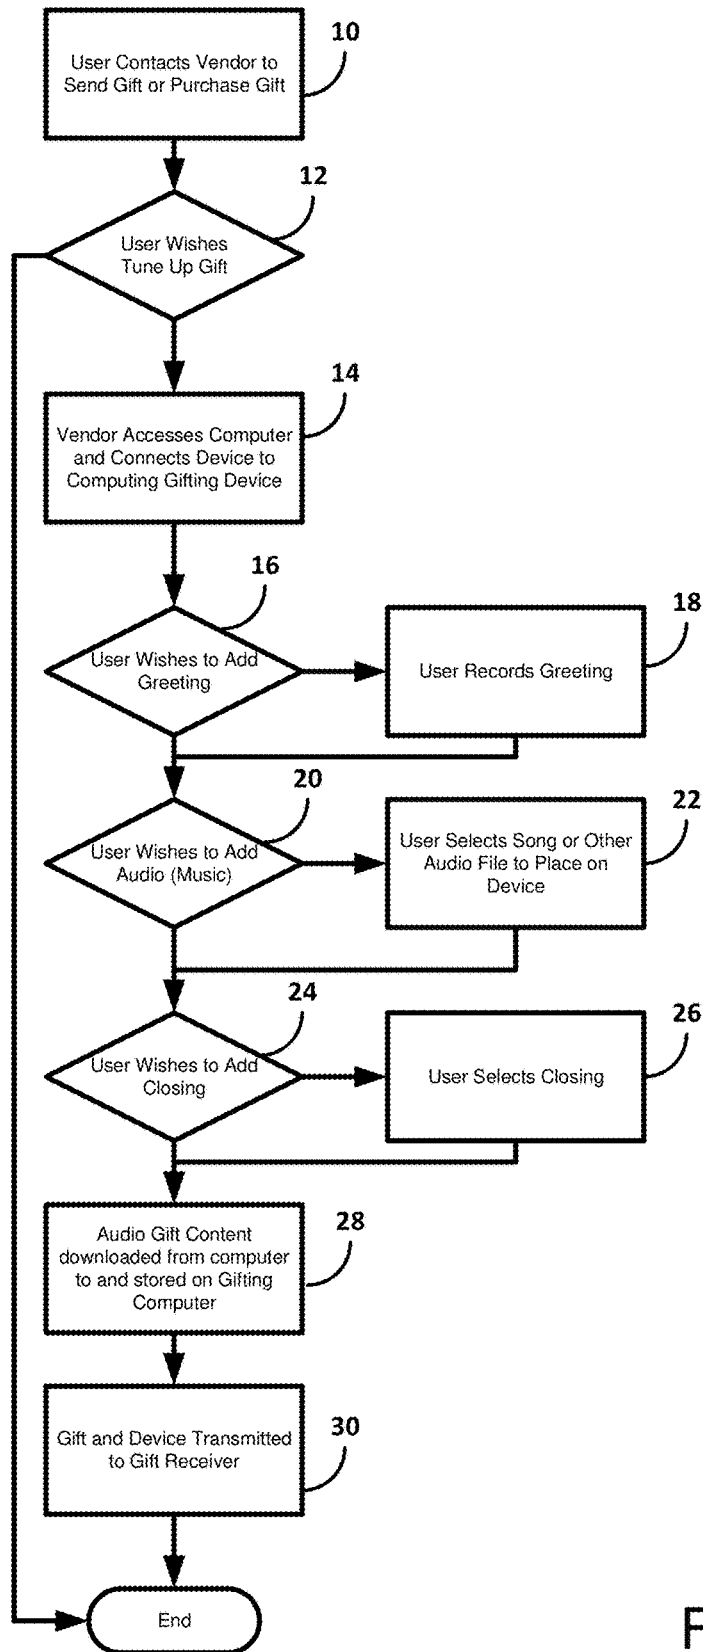 10
User Contacts Vendor to
Send Gift or Purchase Gift
12
User Wishes
Tune Up Gift
14
Vendor Accesses Computer
and Connects Device to
Computing Gifting Device
16
User Wishes to Add
Greeting
18
User Records Greeting
20
User Wishes to Add
Audio (Music)
22
User Selects Song or Other
Audio File to Place on
Device
24
User Wishes to Add
Closing
26
User Selects Closing
28
Audio Gift Content
downloaded from computer
to and stored on Gifting
Computer
30
Gift and Device Transmitted
to Gift Receiver
End
F